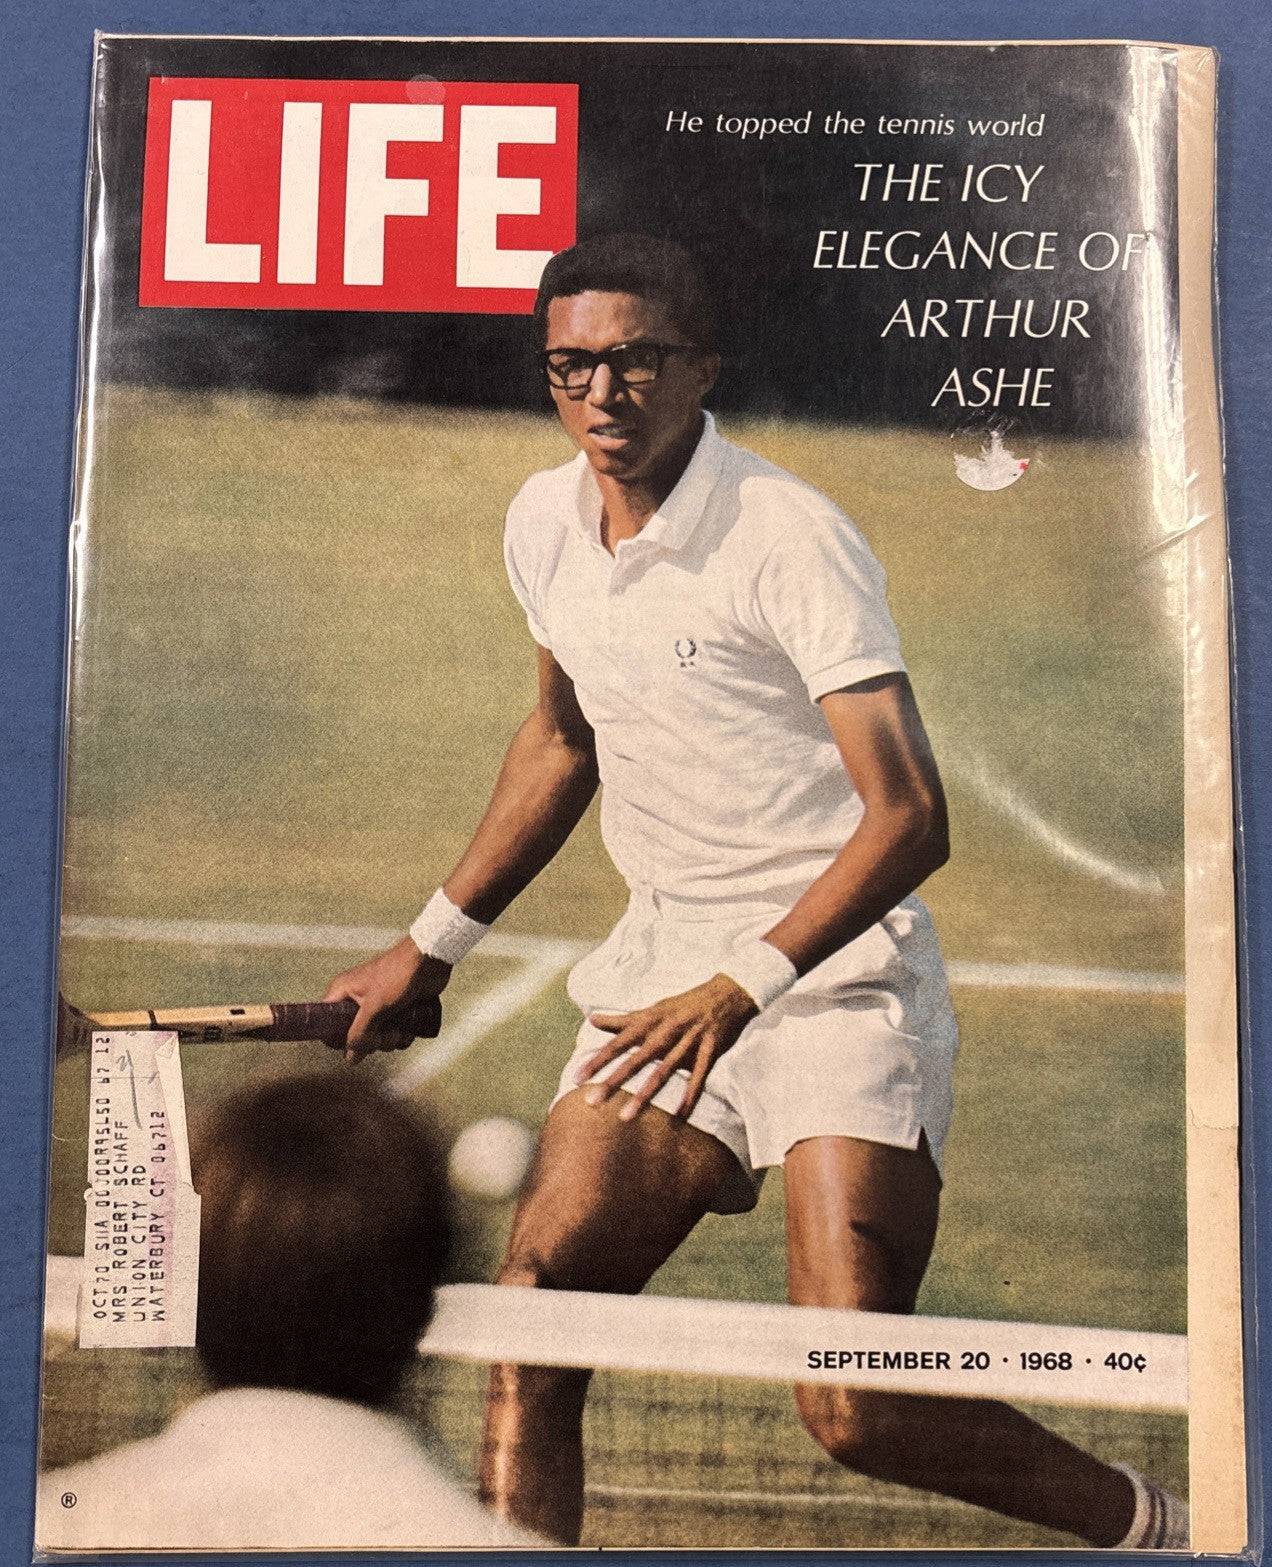 LIFE
He topped the tennis world
THE ICY
ELEGANCE OF
ARTHUR
ASHE
MRS ROBERT SCHAFF
UNION CITY RD
WATERBURY CT 06712
SEPTEMBER 20 · 1968 · 40¢
®